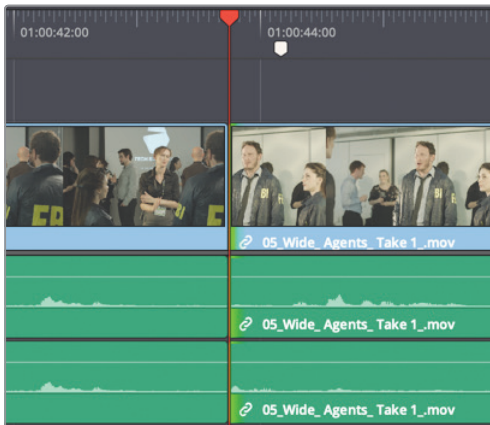 01:00:42:00
01:00:44:00
05_Wide_ Agents_ Take 1_.mov
05_Wide_ Agents_ Take 1_.mov
05_Wide_ Agents_ Take 1_.mov